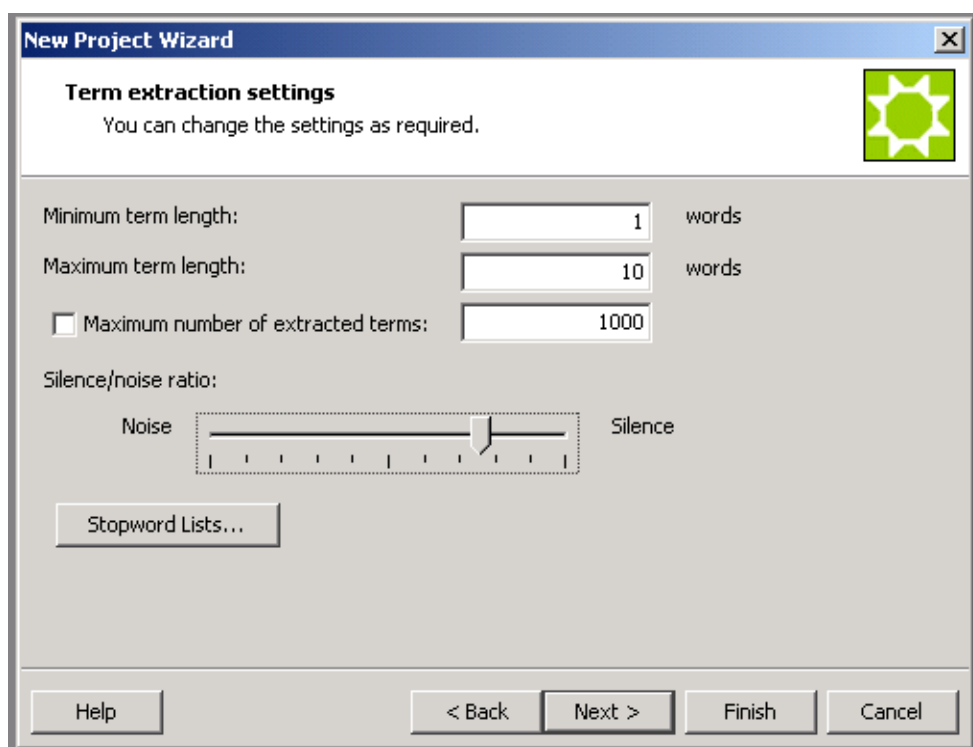 New Project Wizard
Term extraction settings
You can change the settings as required.
Minimum term length: 1 words
Maximum term length: 10 words
Maximum number of extracted terms: 1000
Silence/noise ratio:
Noise Silence
Stopword Lists...
Help < Back Next > Finish Cancel